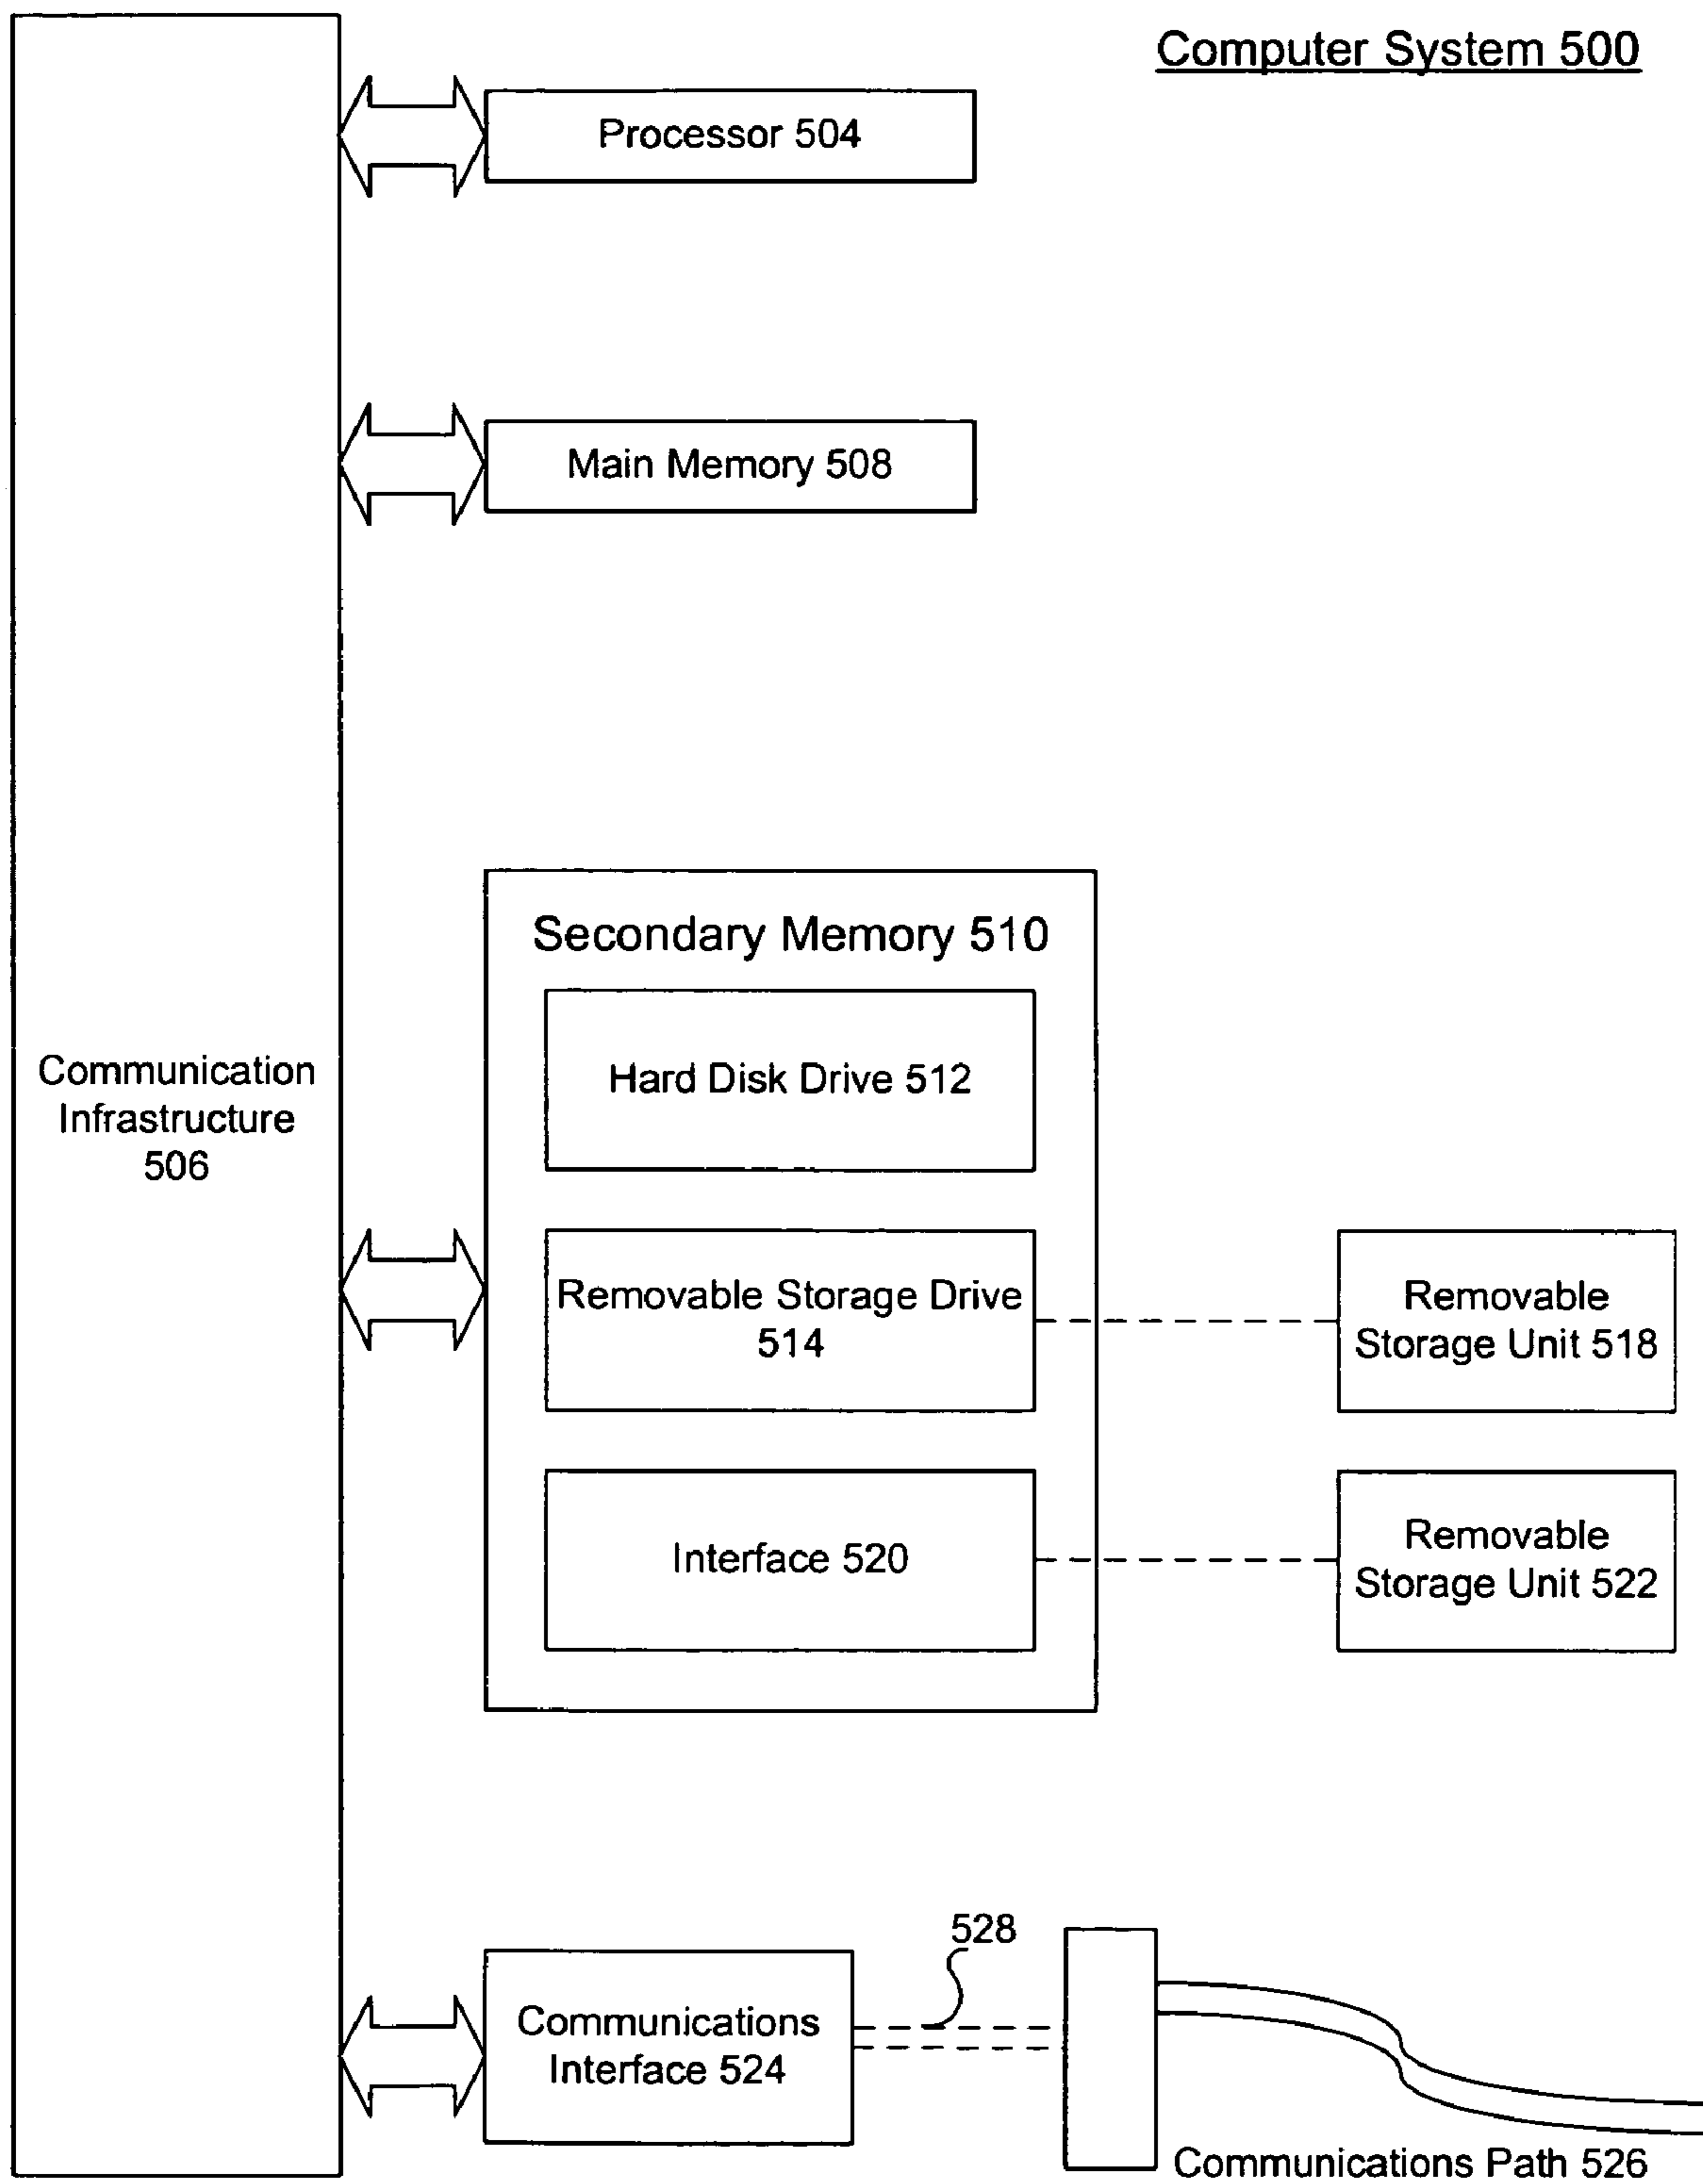 Computer System 500
Processor 504
Main Memory 508
Secondary Memory 510
Hard Disk Drive 512
Communication
Infrastructure
506
Removable Storage Drive
514
Removable
Storage Unit 518
Interface 520
Removable
Storage Unit 522
528
Communications
Interface 524
Communications Path 526